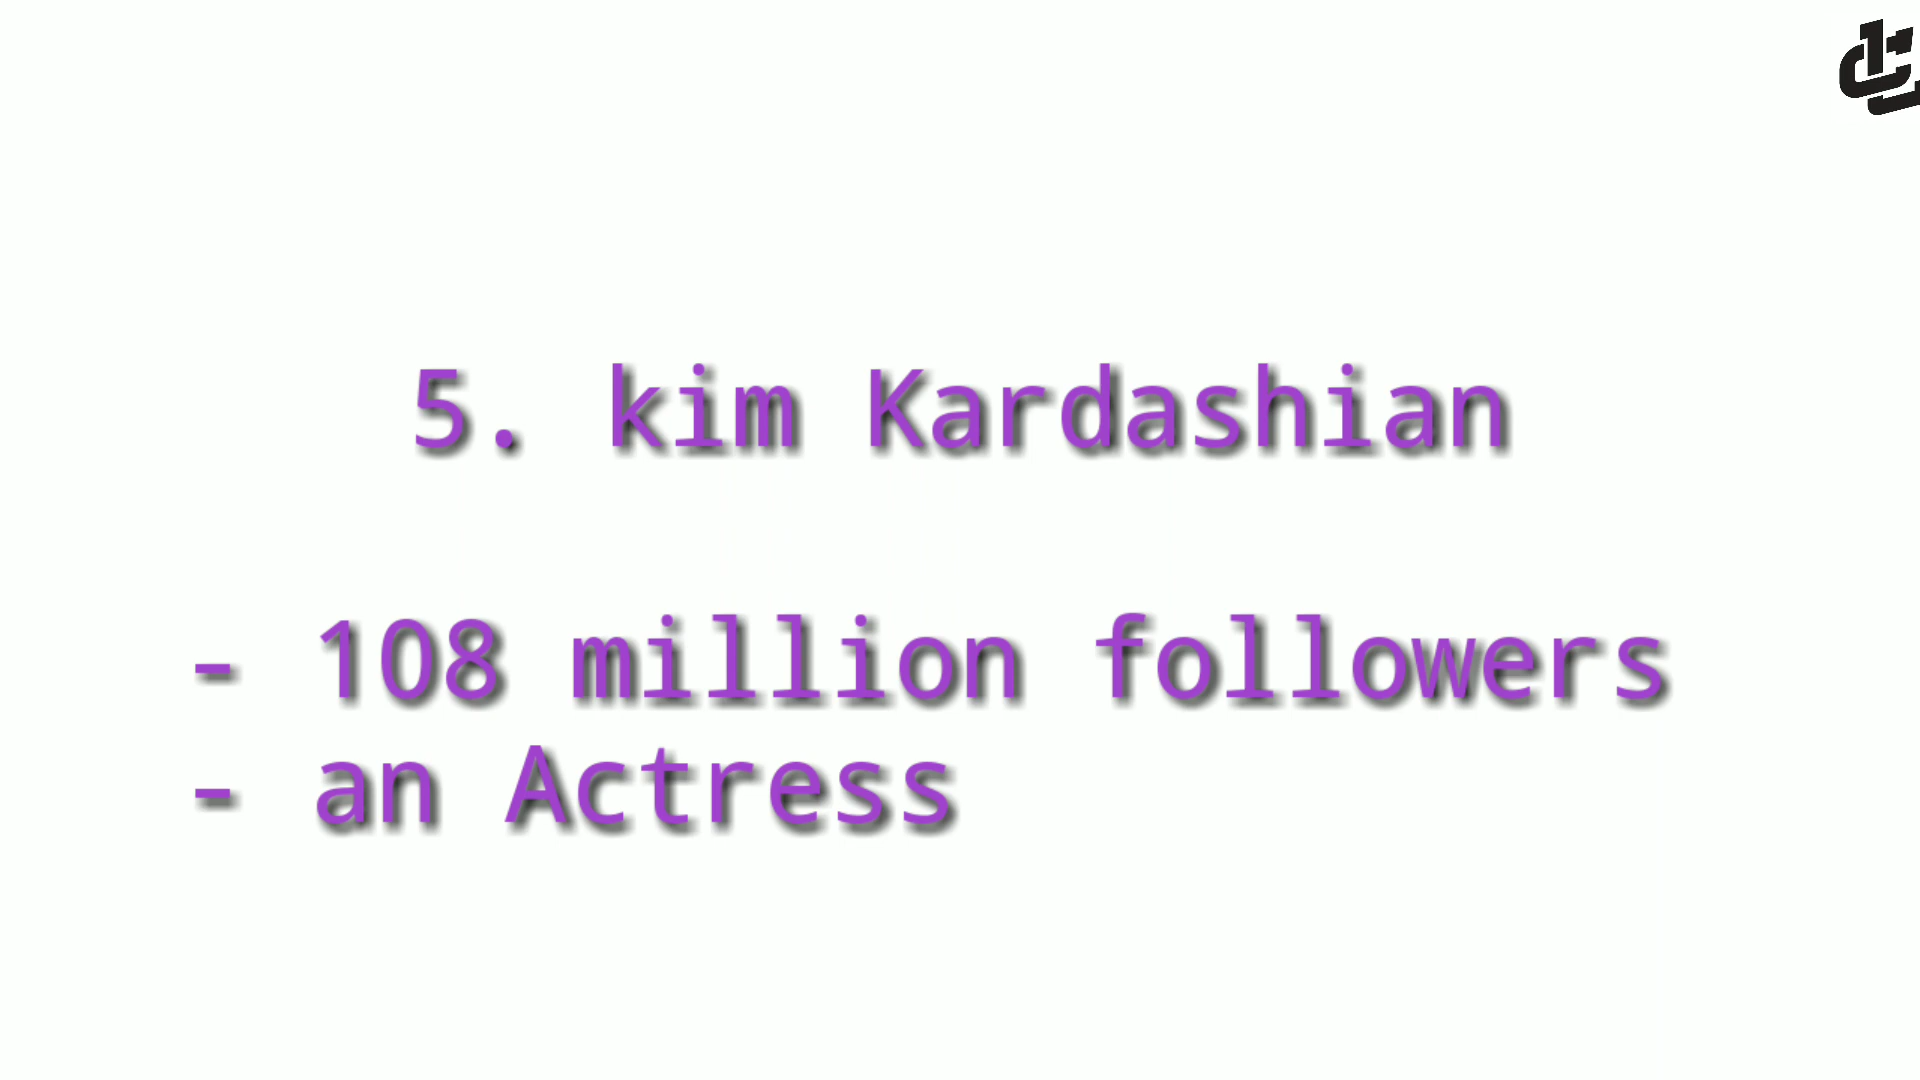 5. kim Kardashian
- 108 million followers
- an Actress